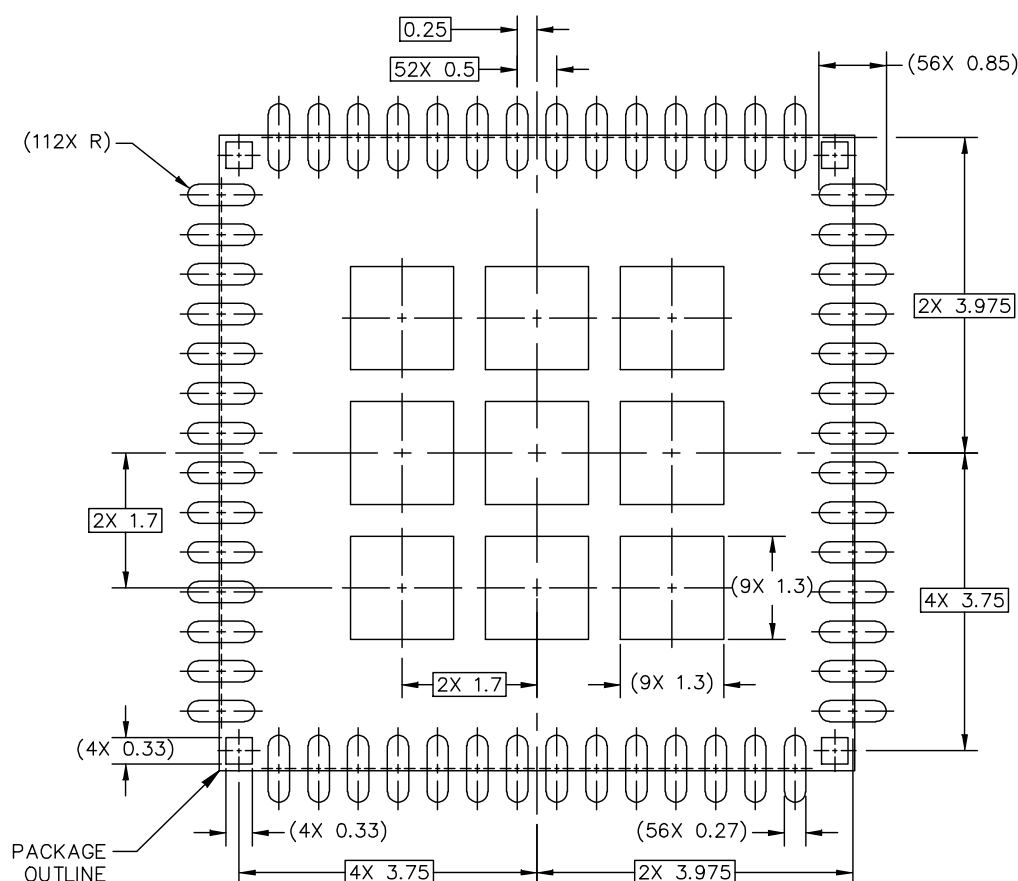 0.25
52X 0.5
(56X 0.85)
(112X R)
2X 3.975
2X 1.7
(9X 1.3)
4X 3.75
2X 1.7
(9X 1.3)
(4X 0.33)
(4X 0.33)
(56X 0.27)
PACKAGE
OUTLINE
4X 3.75
2X 3.975